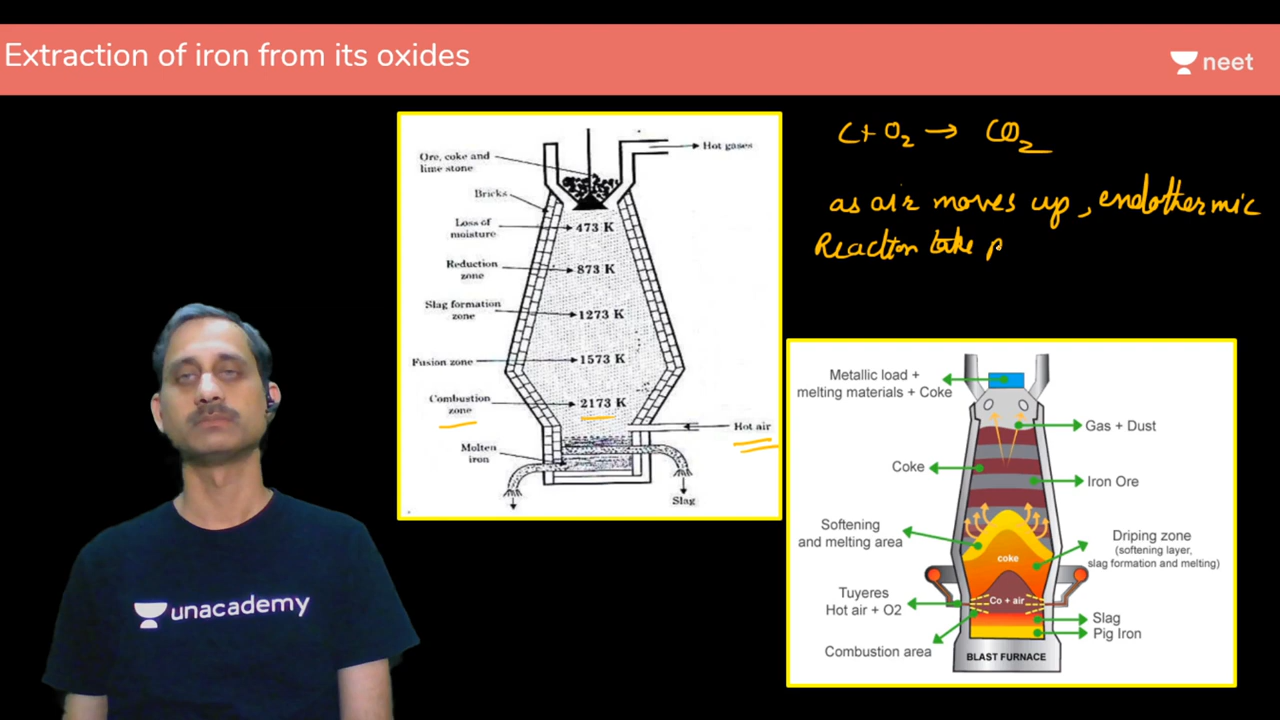 Extraction of iron from its oxides
neet
Ore, coke and
lime stone
Hot gases
Bricks
Loss of
moisture
473 K
Reduction
zone
873 K
Slag formation
zone
1273 K
Fusion zone
1573 K
Combustion
zone
2173 K
Hot air
Molten
iron
Slag
C + O₂ → CO₂
as air moves up, endothermic
Reaction take p
Metallic load +
melting materials + Coke
Gas + Dust
Coke
Iron Ore
Softening
and melting area
Driping zone
(softening layer,
slag formation and melting)
coke
Tuyeres
Hot air + O2
Co + air
Slag
Pig Iron
Combustion area
BLAST FURNACE
unacademy